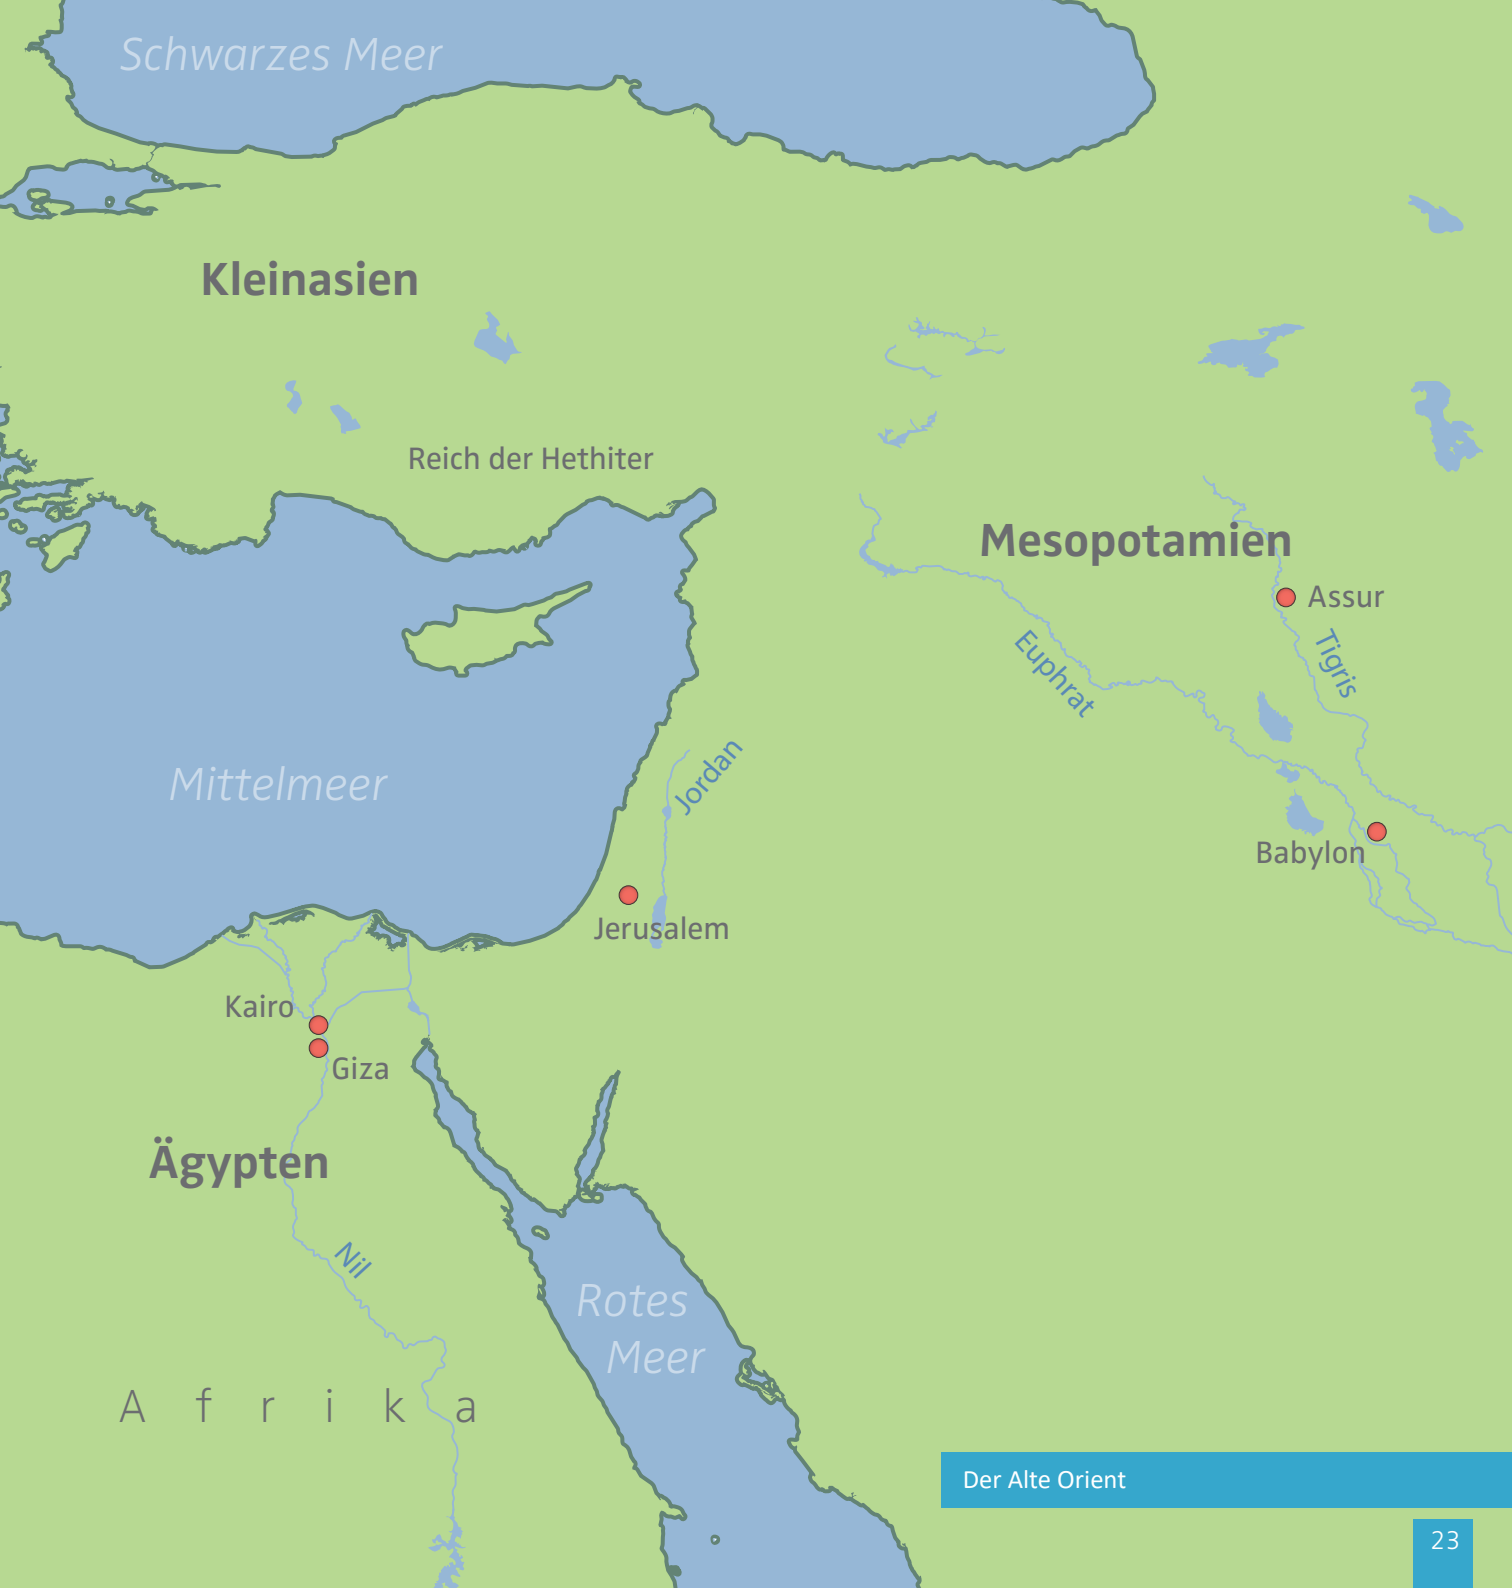 Schwarzes Meer
Kleinasien
Reich der Hethiter
Mesopotamien
Assur
Euphrat
Tigris
Mittelmeer
Jordan
Babylon
Jerusalem
Kairo
Giza
Ägypten
Nil
Rotes
Meer
Afrika
Der Alte Orient
23